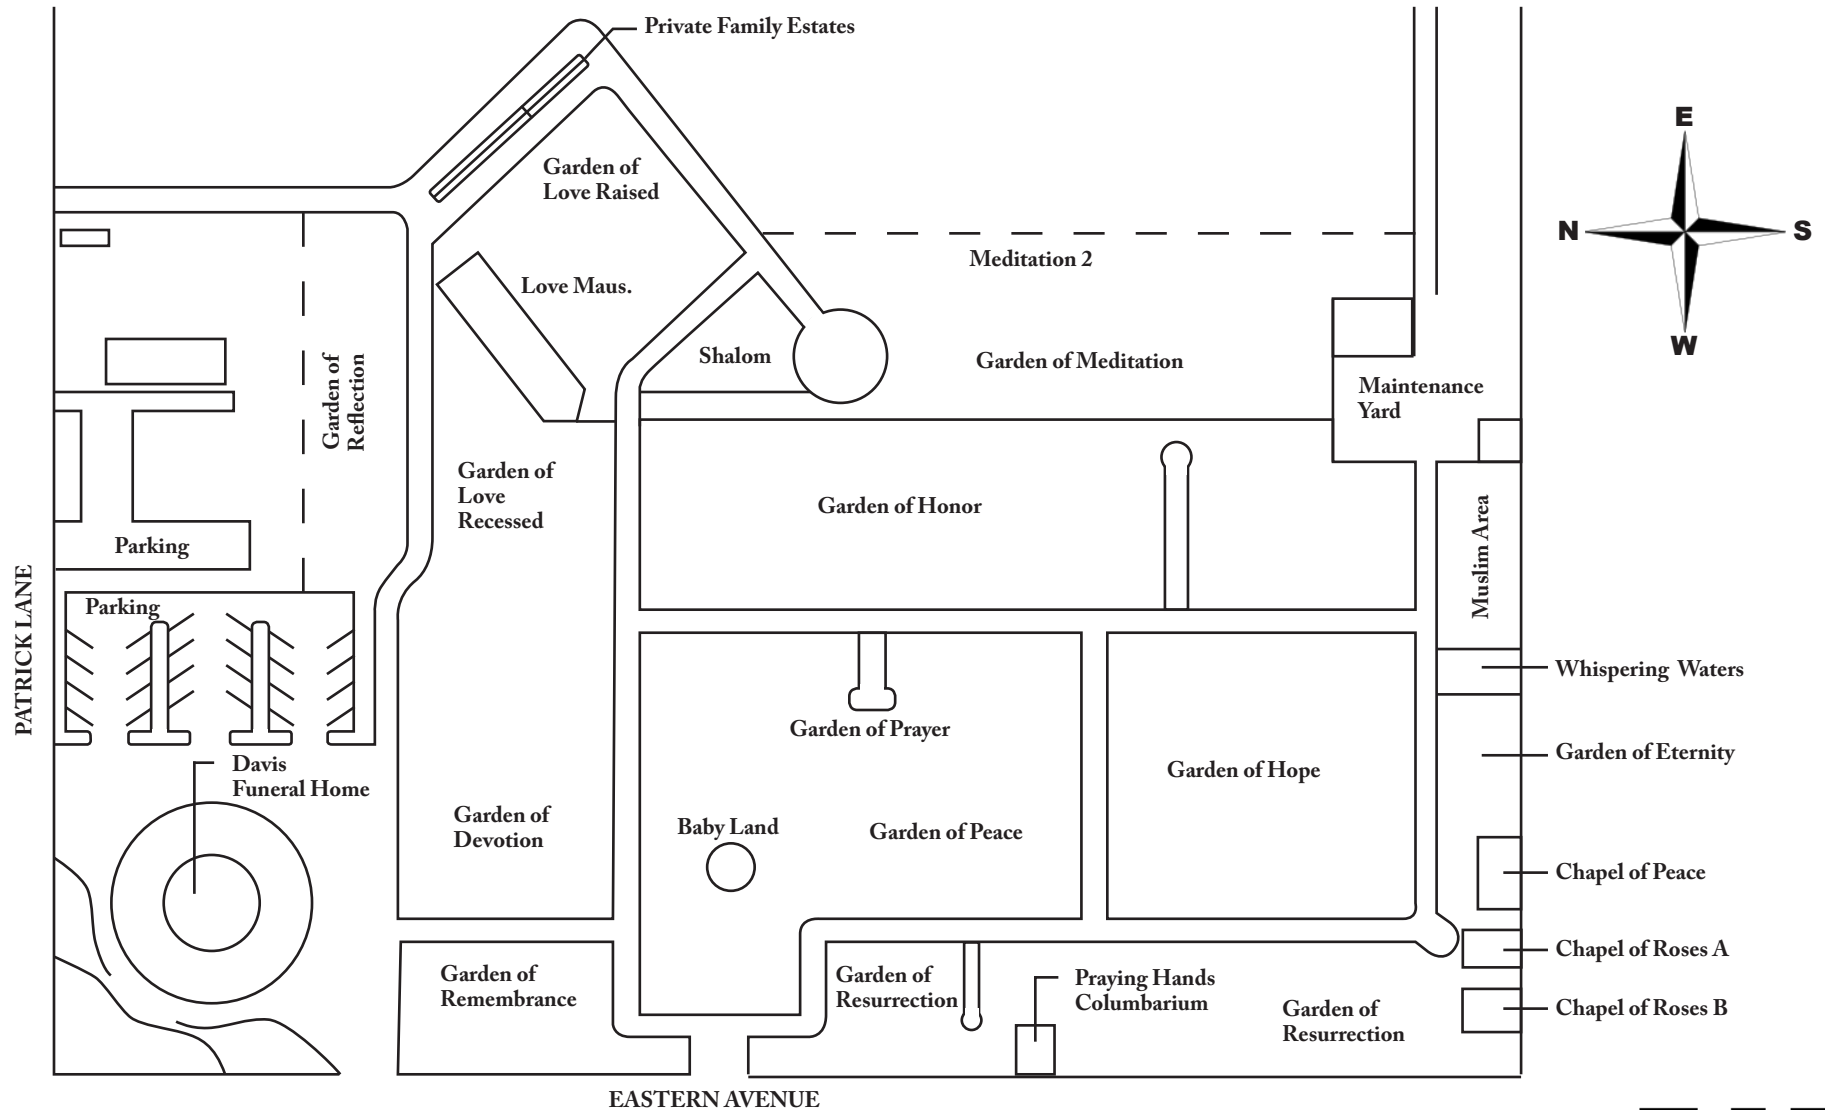 Private Family Estates
E
N
S
W
Garden of
Love Raised
Meditation 2
Love Maus.
Shalom
Garden of Meditation
Garden of
Reflection
Maintenance
Yard
Garden of
Love
Recessed
Garden of Honor
Muslim Area
Parking
Parking
PATRICK LANE
Whispering Waters
Garden of Prayer
Garden of Eternity
Davis
Funeral Home
Garden of Hope
Garden of
Devotion
Baby Land
Garden of Peace
Chapel of Peace
Chapel of Roses A
Garden of
Remembrance
Garden of
Resurrection
Praying Hands
Columbarium
Garden of
Resurrection
Chapel of Roses B
EASTERN AVENUE